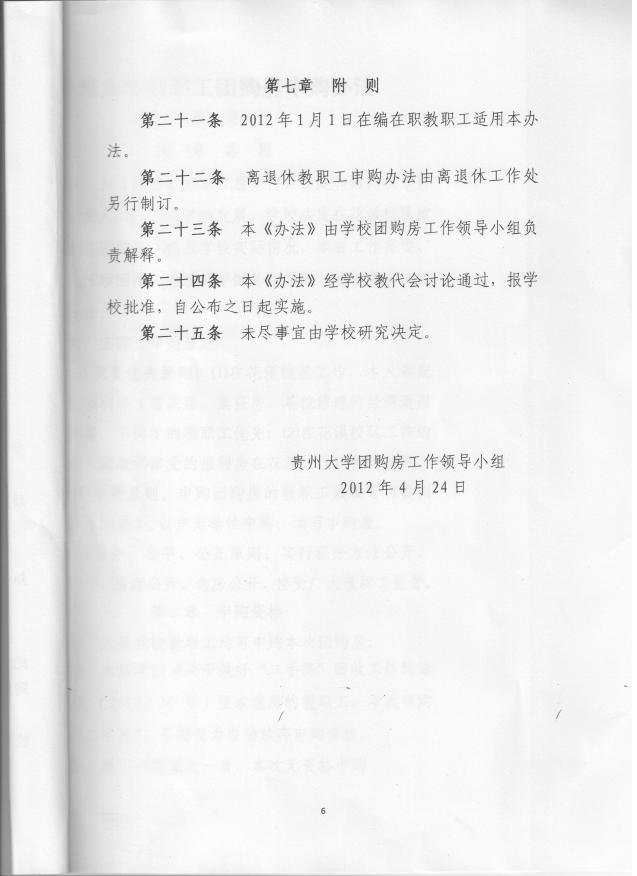 第七章 附 则
第二十一条 2012年1月1日在编在职教职工适用本办
法。
第二十二条 离退休教职工申购办法由离退休工作处
另行制订。
第二十三条 本《办法》由学校团购房工作领导小组负
责解释。
第二十四条 本《办法》经学校教代会讨论通过，报学
校批准，自公布之日起实施。
第二十五条 未尽事宜由学校研究决定。
贵州大学团购房工作领导小组
2012年4月24日
6